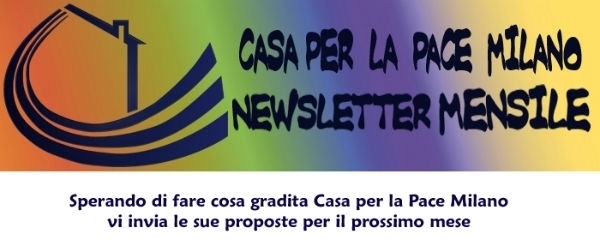 CASA PER LA PACE MILANO
NEWSLETTER MENSILE
Sperando di fare cosa gradita Casa per la Pace Milano
vi invia le sue proposte per il prossimo mese